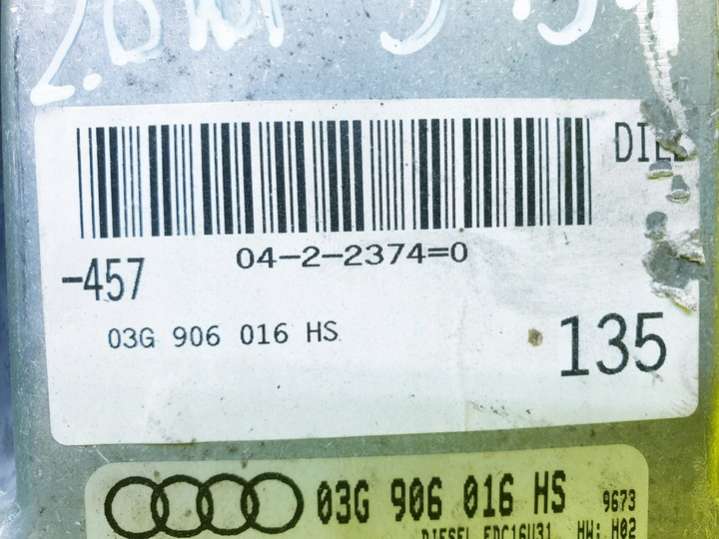 DIE
04-2-2374=0
-457
03G 906 016 HS
135
03G 906 016 HS 9673
DIESEL EDC16U31 HW: H02